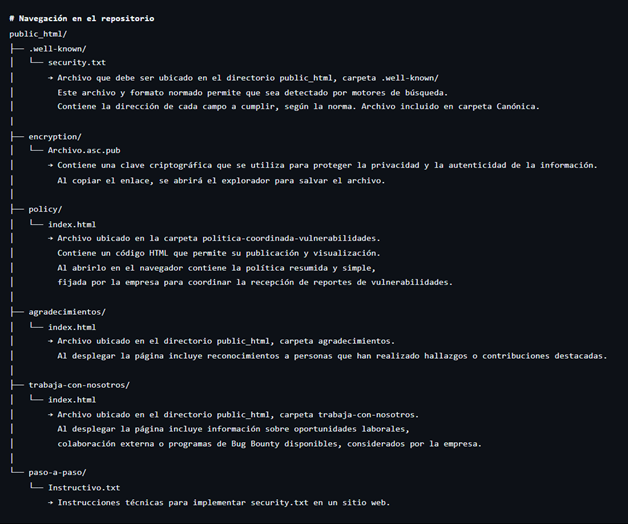 # Navegación en el repositorio
public_html/
├── .well-known/
│   └── security.txt
│       → Archivo que debe ser ubicado en el directorio public_html, carpeta .well-known/
│         Este archivo y formato normado permite que sea detectado por motores de búsqueda.
│         Contiene la dirección de cada campo a cumplir, según la norma. Archivo incluido en carpeta Canónica.
│
├── encryption/
│   └── Archivo.asc.pub
│       → Contiene una clave criptográfica que se utiliza para proteger la privacidad y la autenticidad de la información.
│         Al copiar el enlace, se abrirá el explorador para salvar el archivo.
│
├── policy/
│   └── index.html
│       → Archivo ubicado en la carpeta politica-coordinada-vulnerabilidades.
│         Contiene un código HTML que permite su publicación y visualización.
│         Al abrirlo en el navegador contiene la política resumida y simple,
│         fijada por la empresa para coordinar la recepción de reportes de vulnerabilidades.
│
├── agradecimientos/
│   └── index.html
│       → Archivo ubicado en el directorio public_html, carpeta agradecimientos.
│         Al desplegar la página incluye reconocimientos a personas que han realizado hallazgos o contribuciones destacadas.
│
├── trabaja-con-nosotros/
│   └── index.html
│       → Archivo ubicado en el directorio public_html, carpeta trabaja-con-nosotros.
│         Al desplegar la página incluye información sobre oportunidades laborales,
│         colaboración externa o programas de Bug Bounty disponibles, considerados por la empresa.
│
└── paso-a-paso/
    └── Instructivo.txt
        → Instrucciones técnicas para implementar security.txt en un sitio web.